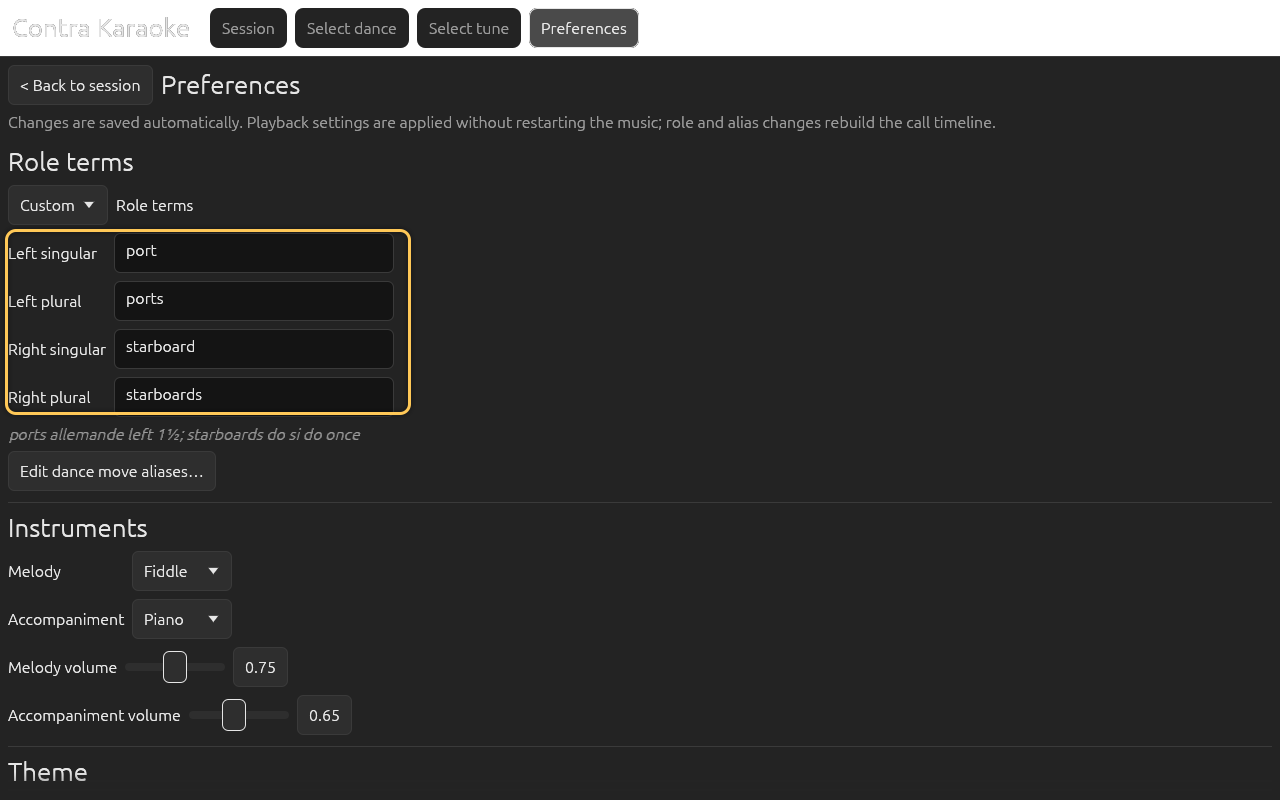 Contra Karaoke Session Select dance Select tune Preferences
< Back to session Preferences
Changes are saved automatically. Playback settings are applied without restarting the music; role and alias changes rebuild the call timeline.
Role terms
Custom Role terms
Left singular port
Left plural ports
Right singular starboard
Right plural starboards
ports allemande left 1½; starboards do si do once
Edit dance move aliases…
Instruments
Melody Fiddle
Accompaniment Piano
Melody volume 0.75
Accompaniment volume 0.65
Theme